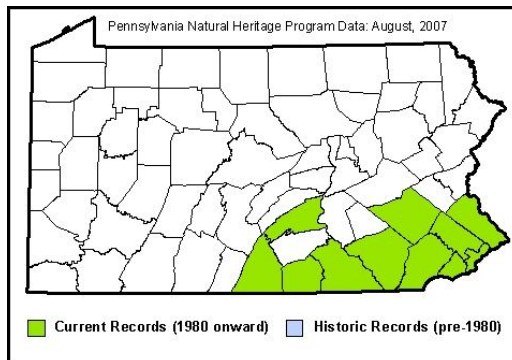 Pennsylvania Natural Heritage Program Data: August, 2007
Current Records (1980 onward) Historic Records (pre-1980)